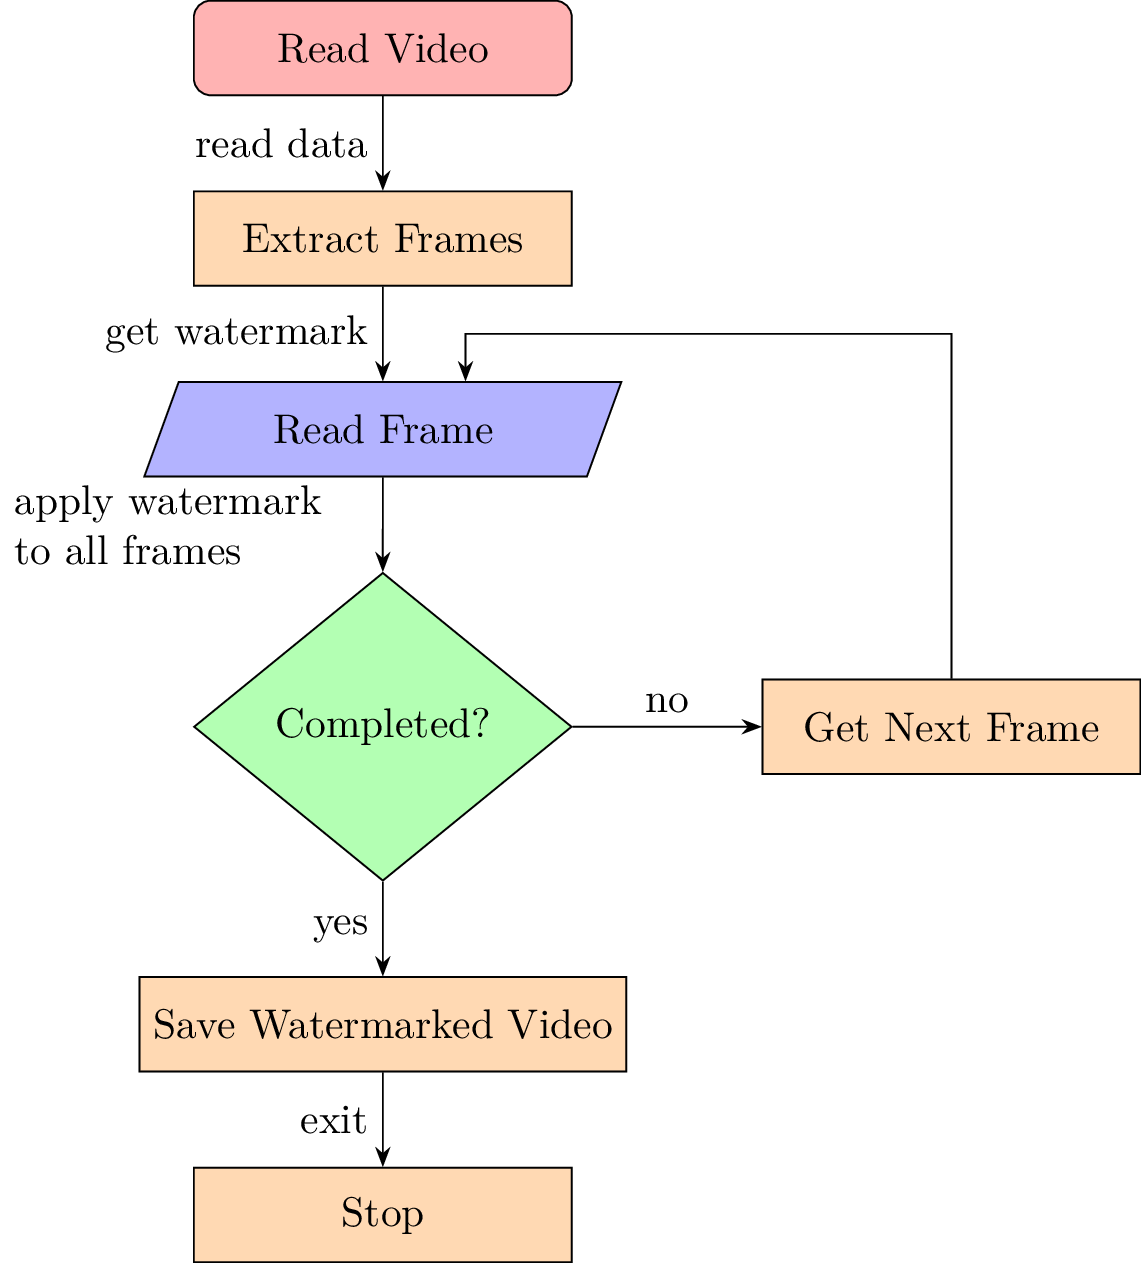 Read Video
read data
Extract Frames
get watermark
Read Frame
apply watermark
to all frames
Completed?
no
Get Next Frame
yes
Save Watermarked Video
exit
Stop